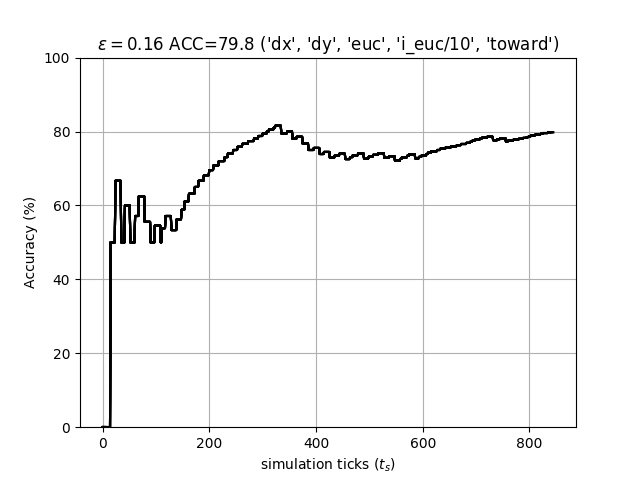 ε = 0.16 ACC=79.8 ('dx', 'dy', 'euc', 'i_euc/10', 'toward')
100
80
60
40
20
0
Accuracy (%)
0 200 400 600 800
simulation ticks (tₛ)